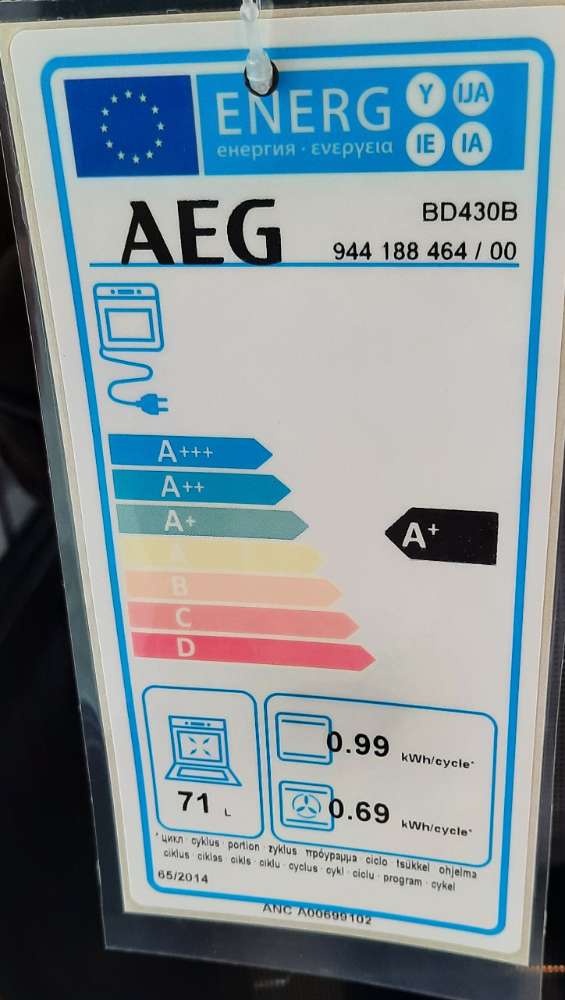 ENERG Y IJA
енергия · ενεργεια IE IA
AEG
BD430B
944 188 464 / 00
A+++
A++
A+
A+
A
B
C
D
71 L
0.99 kWh/cycle*
0.69 kWh/cycle*
* цикл · cyklus · portion · zyklus · πρόγραμμα · ciclo · tsükkel · ohjelma
ciklus · ciklas · cikls · ciklu · cyclus · cykl · ciclu · program · cykel
65/2014
ANC A00699102